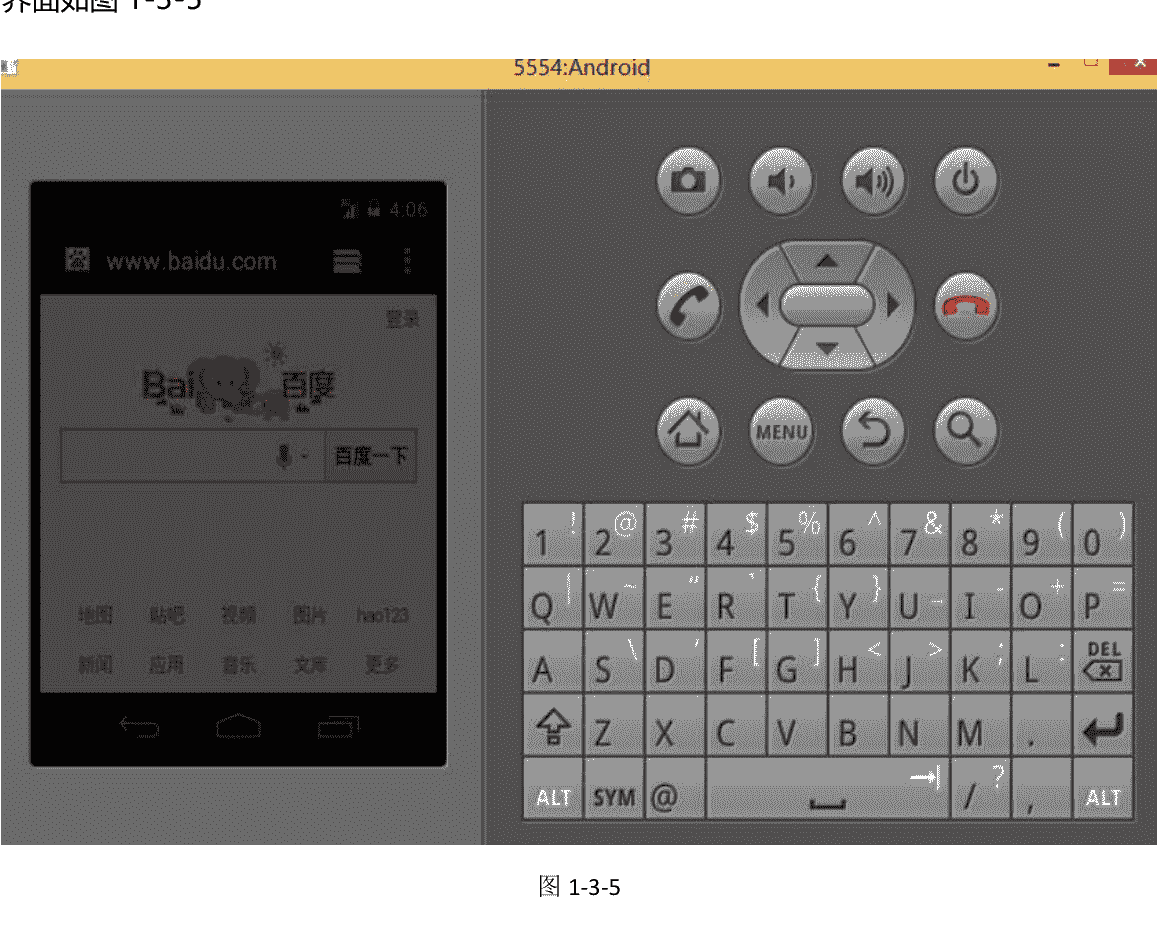 界面如图 1-3-5
5554:Android
4:06
www.baidu.com
登录
Bai 百度
百度一下
地图 贴吧 视频 图片 hao123
新闻 应用 音乐 文库 更多
MENU
1 ! 2 @ 3 # 4 $ 5 % 6 ^ 7 & 8 * 9 ( 0 )
Q | W ~ E " R ` T { Y } U _ I - O + P =
A S \ D ' F [ G ] H < J > K ; L : DEL
Z X C V B N M .
ALT SYM @ / ? , ALT
图 1-3-5